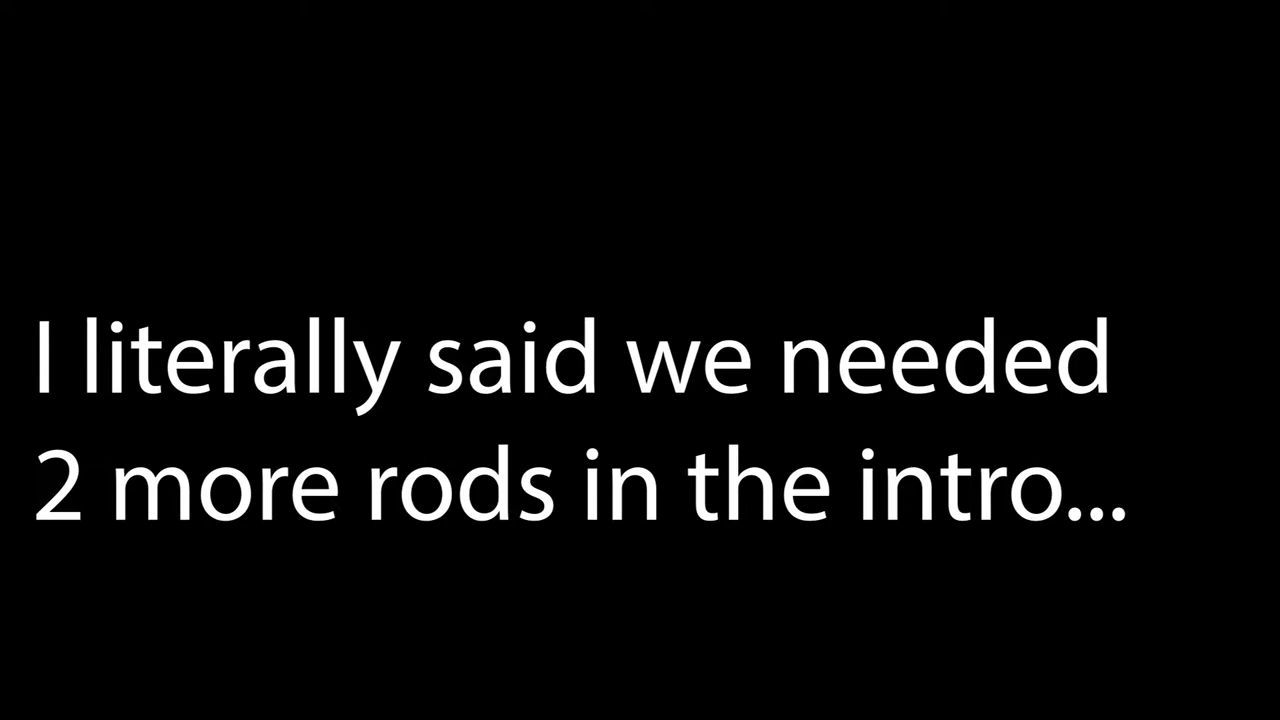 I literally said we needed
2 more rods in the intro...